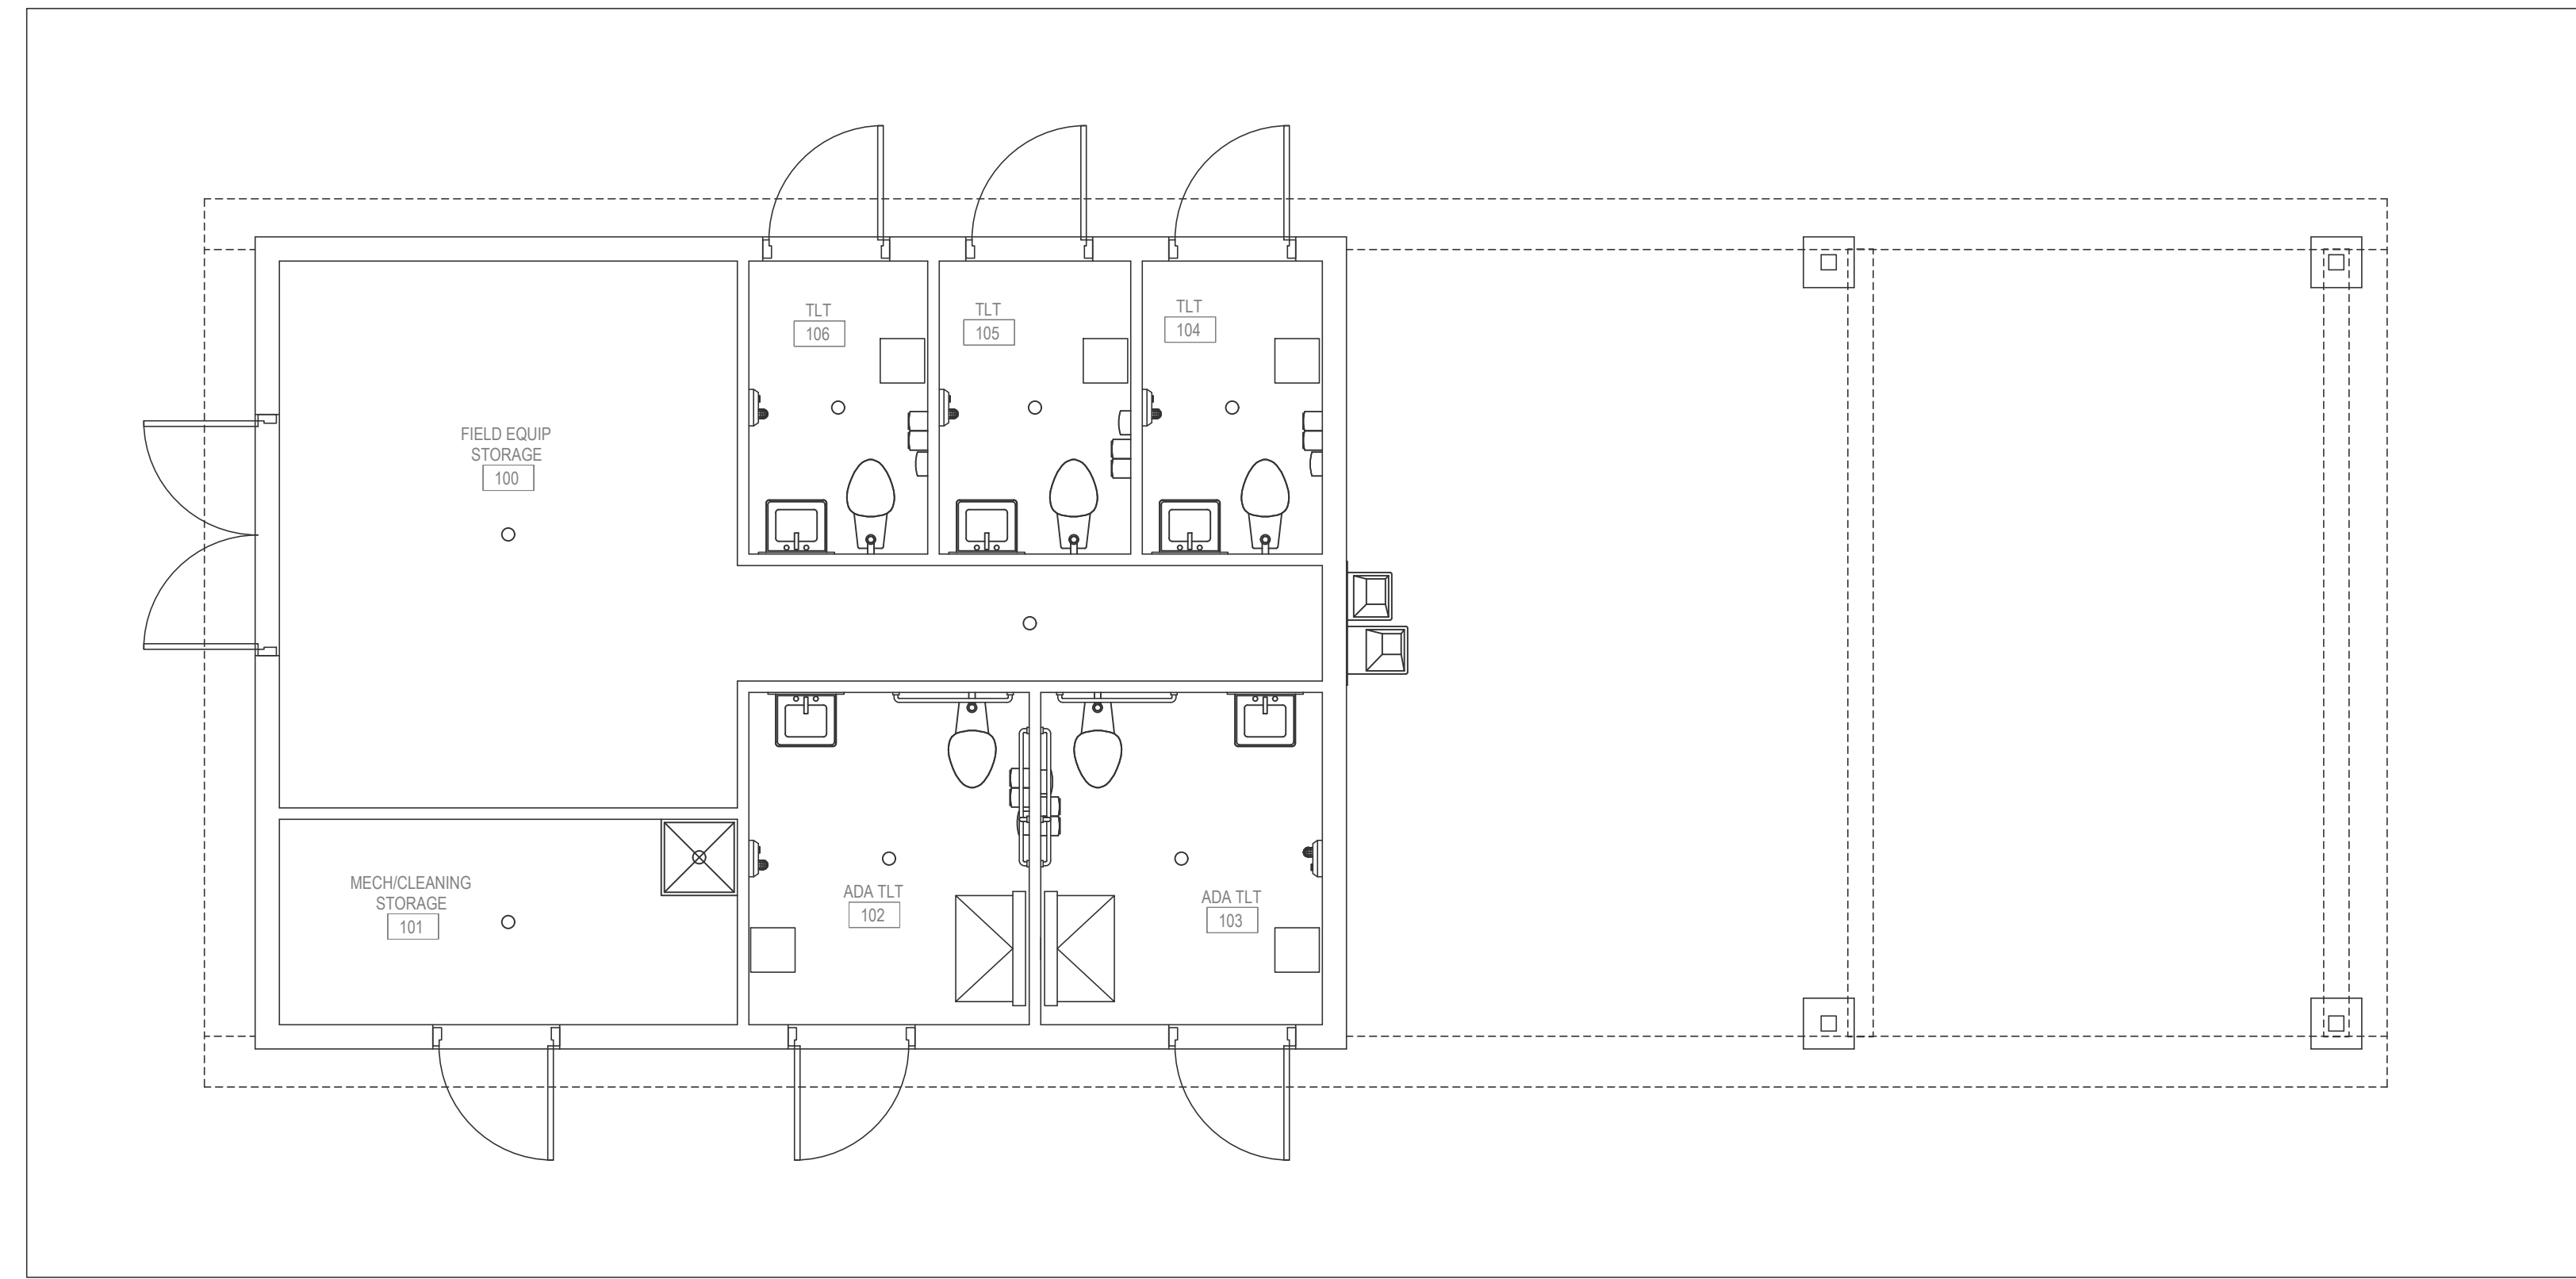 TLT
106
TLT
105
TLT
104
FIELD EQUIP
STORAGE
100
MECH/CLEANING
STORAGE
101
ADA TLT
102
ADA TLT
103